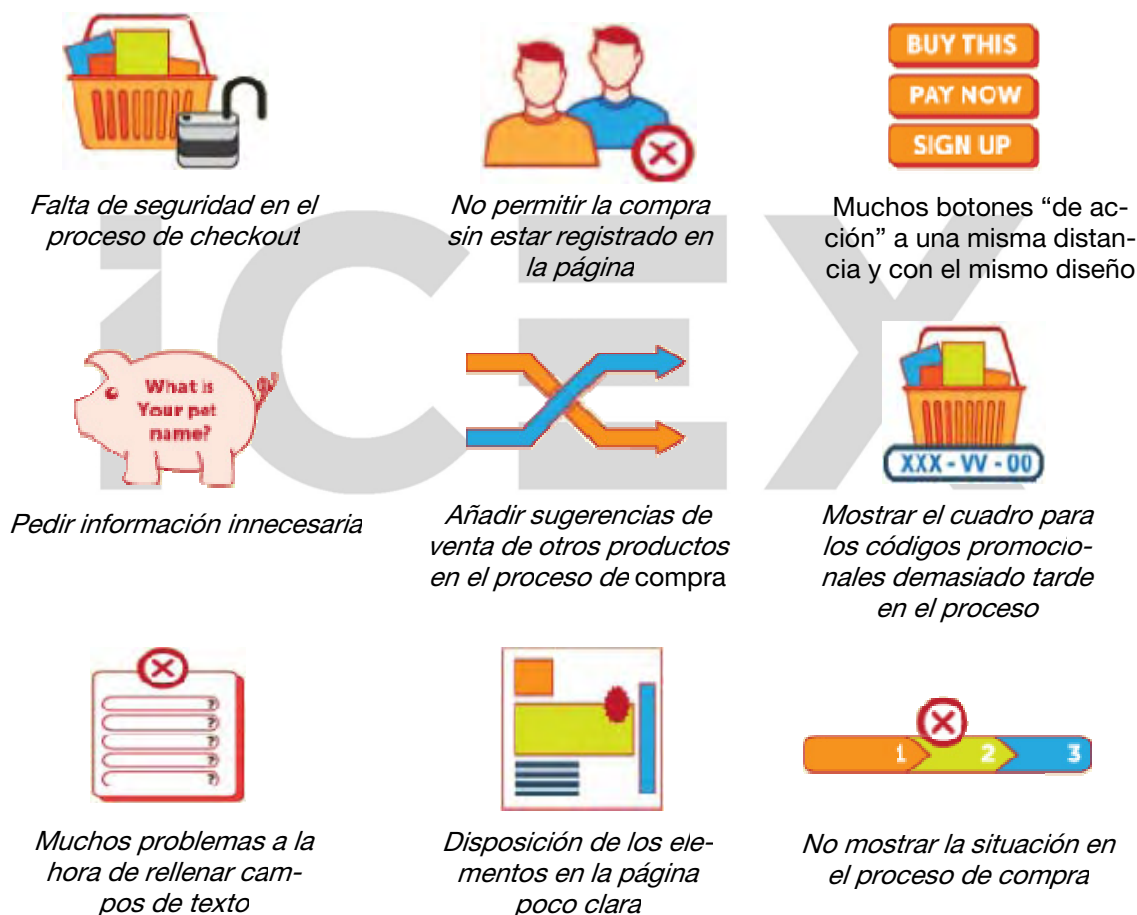 BUY THIS
PAY NOW
SIGN UP
Falta de seguridad en el
proceso de checkout
No permitir la compra
sin estar registrado en
la página
Muchos botones “de ac-
ción” a una misma distan-
cia y con el mismo diseño
iCEX
What is
Your pet
name?
XXX - VV - 00
Pedir información innecesaria
Añadir sugerencias de
venta de otros productos
en el proceso de compra
Mostrar el cuadro para
los códigos promocio-
nales demasiado tarde
en el proceso
?
?
?
?
?
1 2 3
Muchos problemas a la
hora de rellenar cam-
pos de texto
Disposición de los ele-
mentos en la página
poco clara
No mostrar la situación en
el proceso de compra